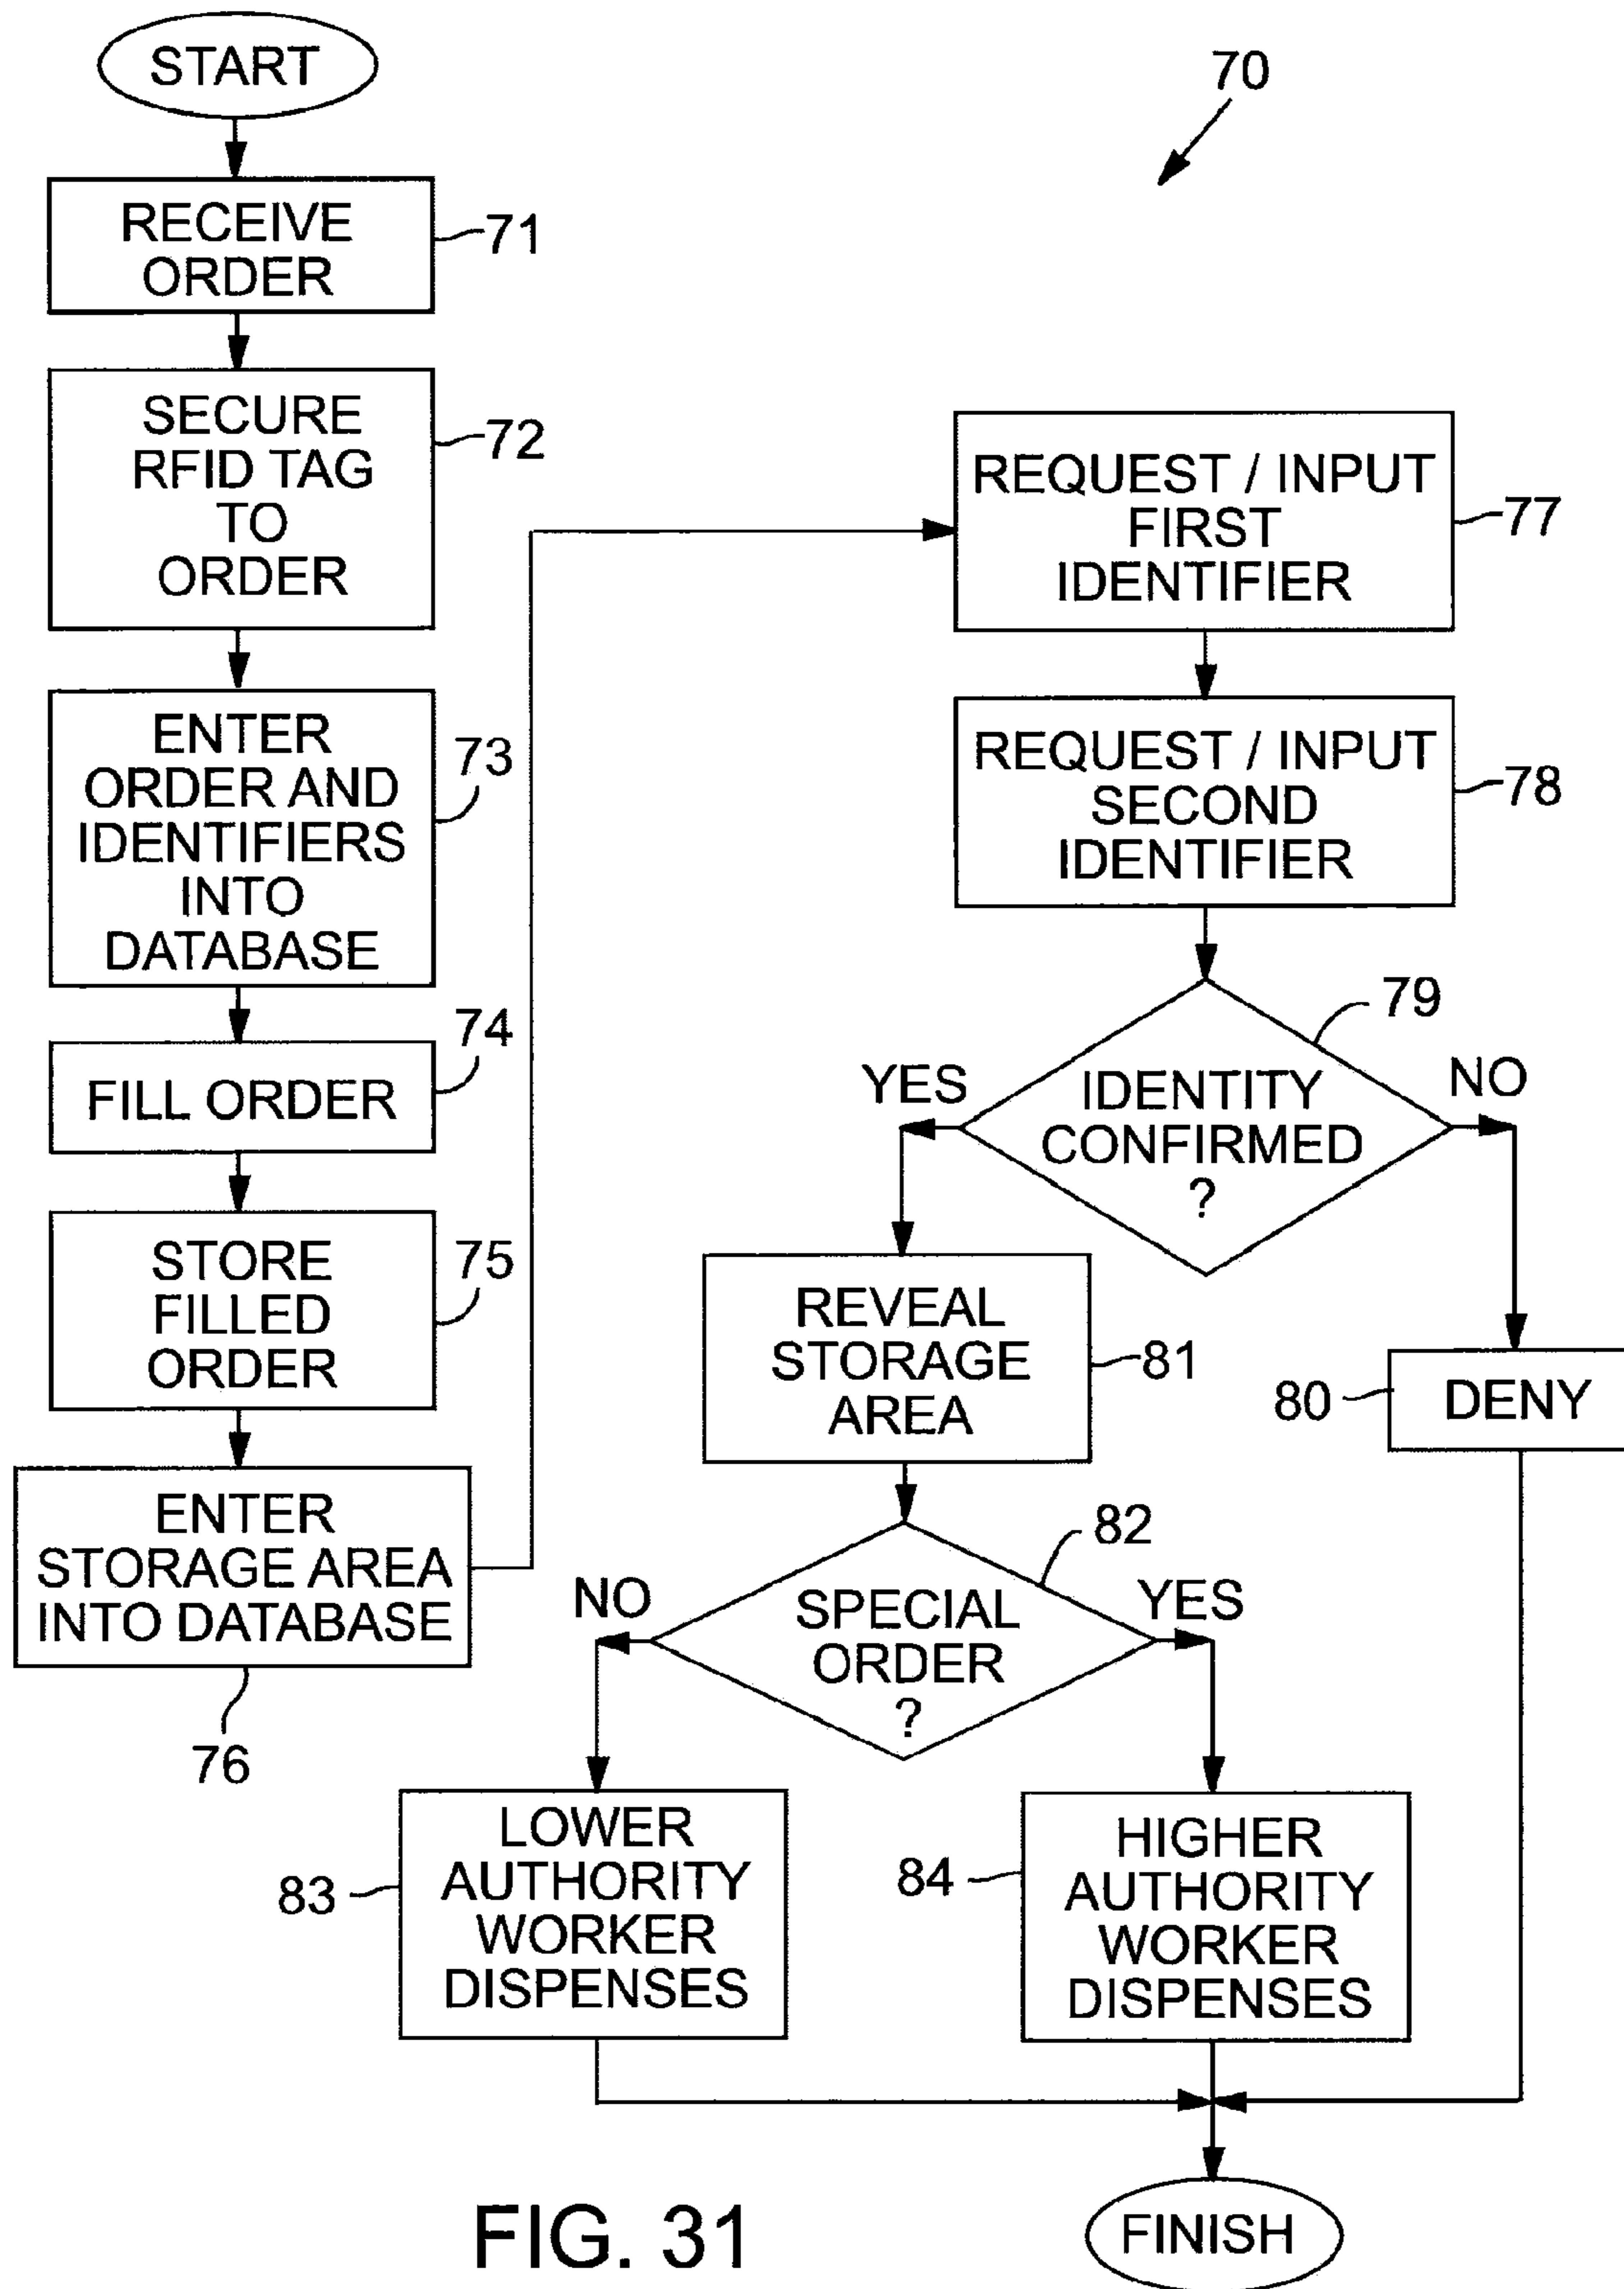 START
70
RECEIVE
ORDER
71
SECURE
RFID TAG
TO
ORDER
72
ENTER
ORDER AND
IDENTIFIERS
INTO
DATABASE
73
FILL ORDER
74
STORE
FILLED
ORDER
75
ENTER
STORAGE AREA
INTO DATABASE
76
REQUEST / INPUT
FIRST
IDENTIFIER
77
REQUEST / INPUT
SECOND
IDENTIFIER
78
IDENTITY
CONFIRMED
?
79
YES
NO
REVEAL
STORAGE
AREA
81
80
DENY
SPECIAL
ORDER
?
82
NO
YES
LOWER
AUTHORITY
WORKER
DISPENSES
83
HIGHER
AUTHORITY
WORKER
DISPENSES
84
FINISH
FIG. 31